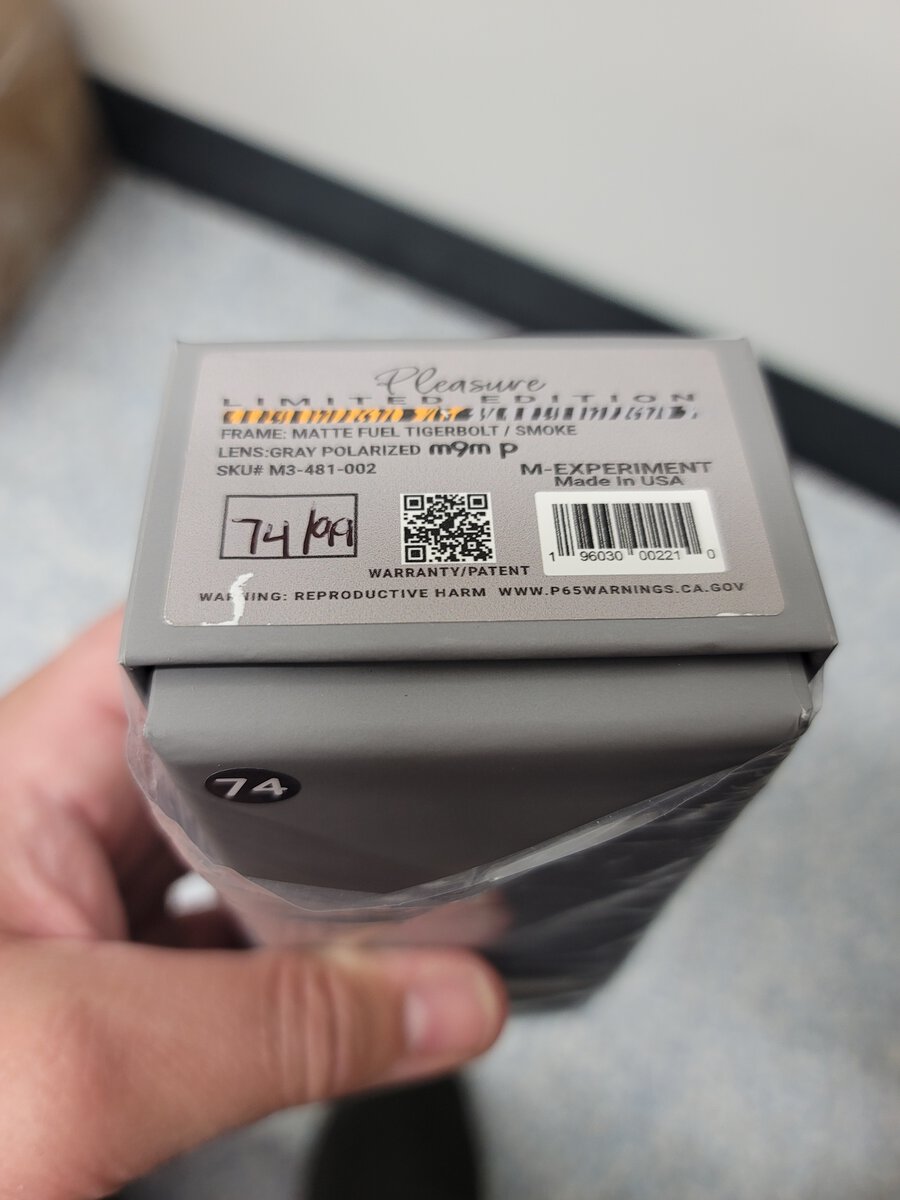 Pleasure
LIMITED EDITION
FRAME: MATTE FUEL TIGERBOLT / SMOKE
LENS:GRAY POLARIZED m9m p
SKU# M3-481-002
M-EXPERIMENT
Made In USA
74/99
1 96030 00221 0
WARRANTY/PATENT
WARNING: REPRODUCTIVE HARM WWW.P65WARNINGS.CA.GOV
74